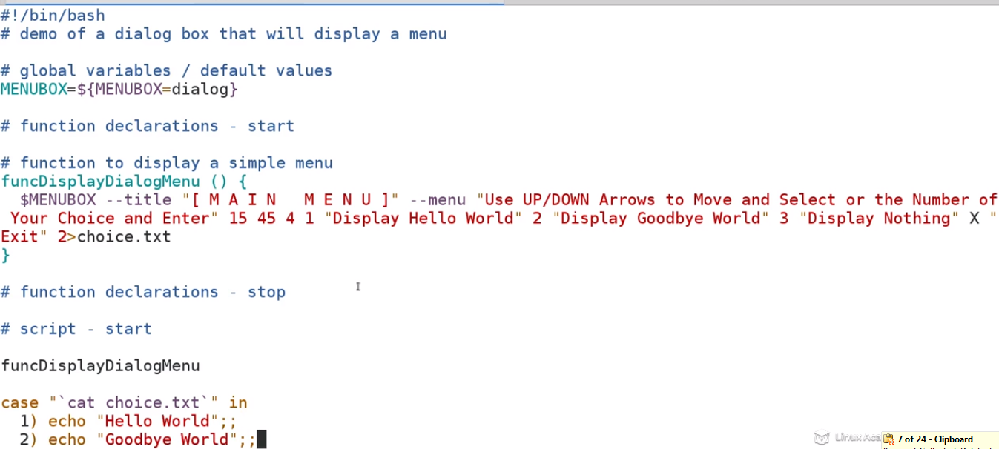 #!/bin/bash
# demo of a dialog box that will display a menu
# global variables / default values
MENUBOX=${MENUBOX=dialog}
# function declarations - start
# function to display a simple menu
funcDisplayDialogMenu () {
  $MENUBOX --title "[ M A I N   M E N U ]" --menu "Use UP/DOWN Arrows to Move and Select or the Number of
 Your Choice and Enter" 15 45 4 1 "Display Hello World" 2 "Display Goodbye World" 3 "Display Nothing" X "
Exit" 2>choice.txt
}
# function declarations - stop
# script - start
funcDisplayDialogMenu
case "`cat choice.txt`" in
  1) echo "Hello World";;
  2) echo "Goodbye World";;
Linux Aca
7 of 24 - Clipboard